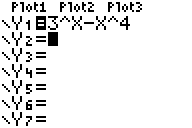 Plot1 Plot2 Plot3
\Y1=3^X-X^4
\Y2=
\Y3=
\Y4=
\Y5=
\Y6=
\Y7=